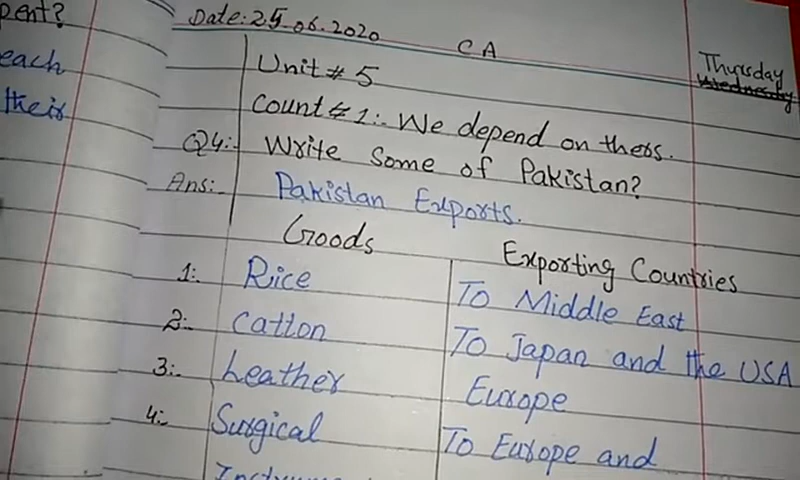 pent?
each
their
Date: 25.06.2020
CA
Thursday
Wednesday
Unit # 5
Count # 1:- We depend on thers.
Q4:- Write Some of Pakistan?
Ans:- Pakistan Exports.
Goods Exporting Countries
1:- Rice To Middle East
2:- Catton To Japan and the USA
3:- Leather Europe
4:- Surgical To Europe and